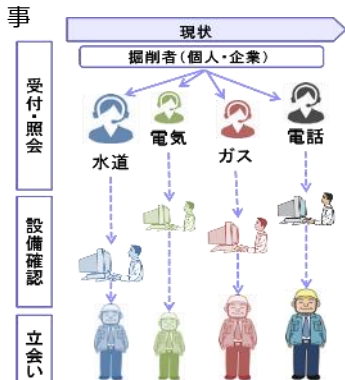 事
現状
掘削者(個人・企業)
受付・照会
水道
電気
ガス
電話
設備確認
立会い